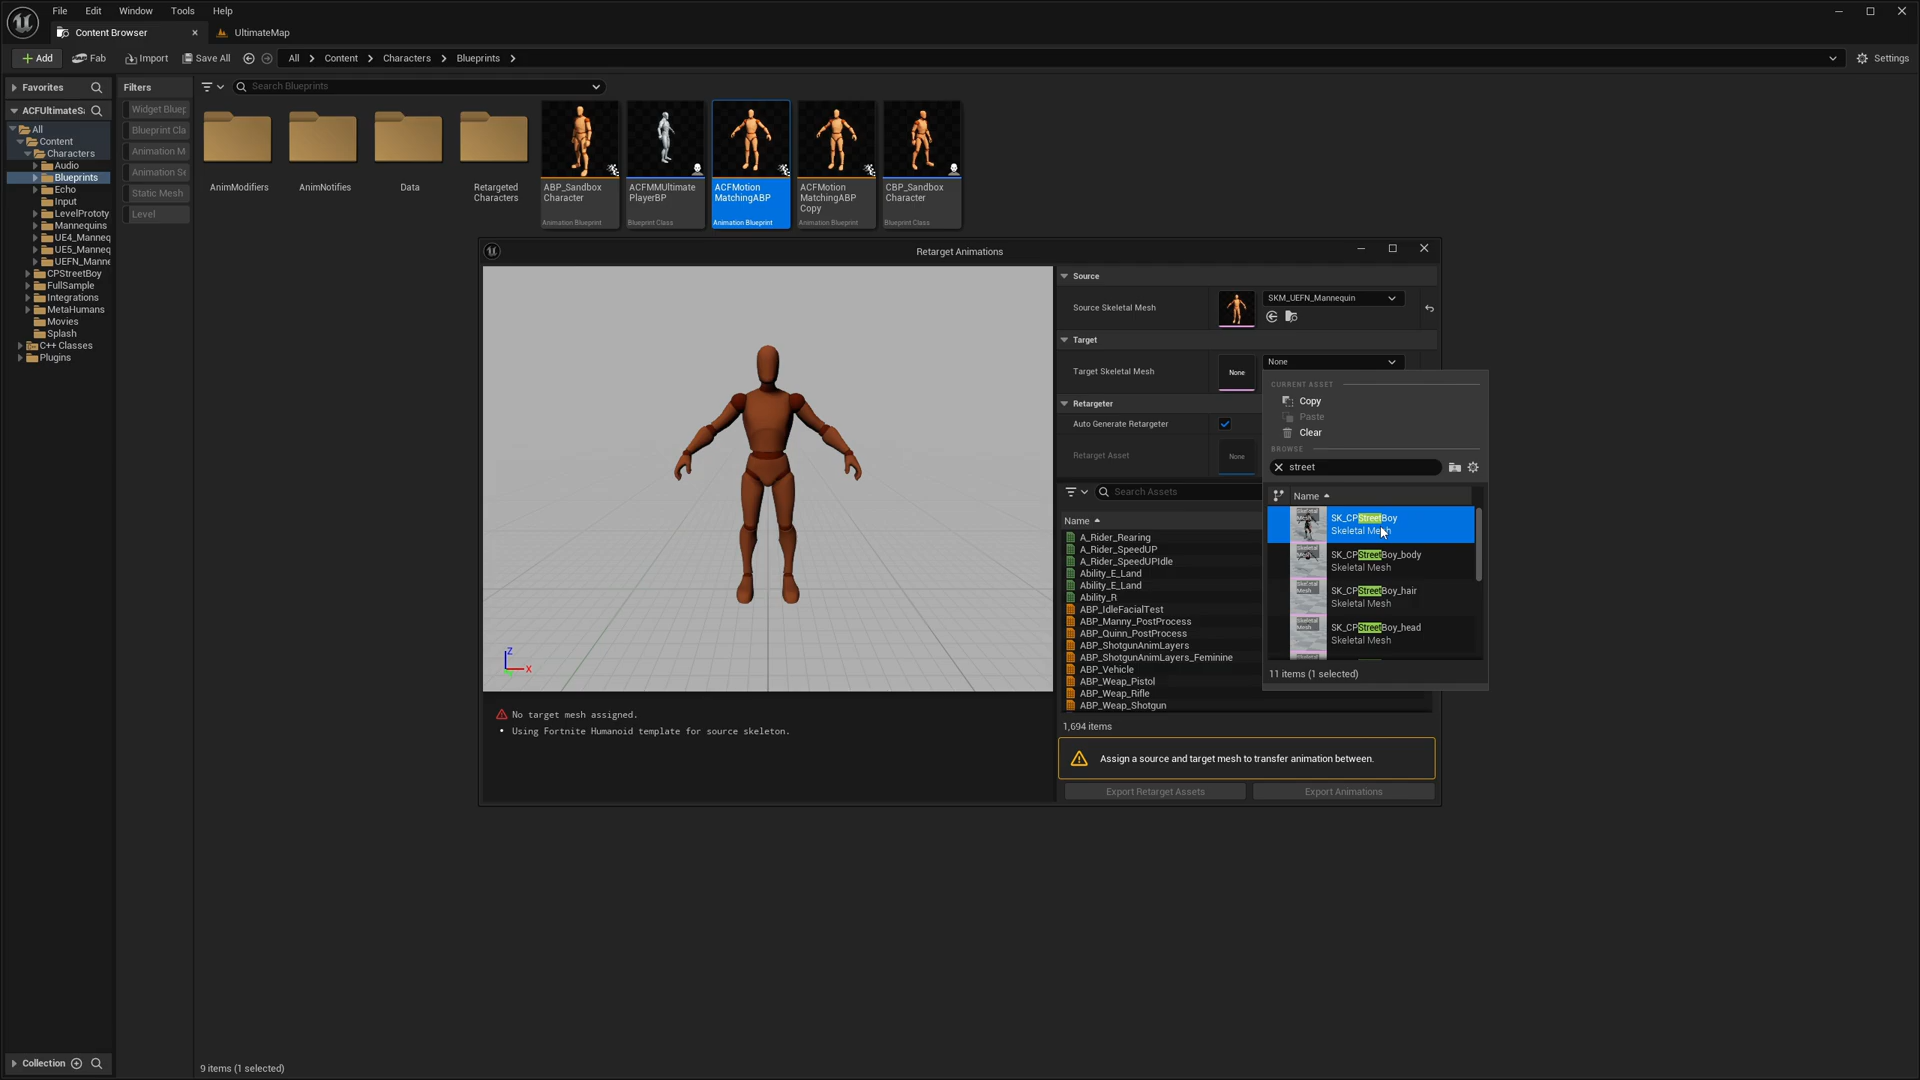 File Edit Window Tools Help
Content Browser
UltimateMap
Add Fab Import Save All All Content Characters Blueprints Settings
Favorites
ACFUltimateSa
All
Content
Characters
Audio
Blueprints
Echo
Input
LevelPrototy
Mannequins
UE4_Manneq
UE5_Manneq
UEFN_Manne
CPStreetBoy
FullSample
Integrations
MetaHumans
Movies
Splash
C++ Classes
Plugins
Collection
Filters
Widget Bluep
Blueprint Cla
Animation M
Animation Se
Static Mesh
Level
Search Blueprints
AnimModifiers
AnimNotifies
Data
Retargeted
Characters
ABP_Sandbox
Character
Animation Blueprint
ACFMMUltimate
PlayerBP
Blueprint Class
ACFMotion
MatchingABP
Animation Blueprint
ACFMotion
MatchingABP
Copy
Animation Blueprint
CBP_Sandbox
Character
Blueprint Class
Retarget Animations
Z
X
No target mesh assigned.
• Using Fortnite Humanoid template for source skeleton.
Source
Source Skeletal Mesh
SKM_UEFN_Mannequin
Target
Target Skeletal Mesh
None
None
Retargeter
Auto Generate Retargeter
Retarget Asset
None
Search Assets
Name
A_Rider_Rearing
A_Rider_SpeedUP
A_Rider_SpeedUPIdle
Ability_E_Land
Ability_E_Land
Ability_R
ABP_IdleFacialTest
ABP_Manny_PostProcess
ABP_Quinn_PostProcess
ABP_ShotgunAnimLayers
ABP_ShotgunAnimLayers_Feminine
ABP_Vehicle
ABP_Weap_Pistol
ABP_Weap_Rifle
ABP_Weap_Shotgun
1,694 items
Assign a source and target mesh to transfer animation between.
Export Retarget Assets
Export Animations
CURRENT ASSET
Copy
Paste
Clear
BROWSE
street
Name
SK_CPStreetBoy
Skeletal Mesh
SK_CPStreetBoy_body
Skeletal Mesh
SK_CPStreetBoy_hair
Skeletal Mesh
SK_CPStreetBoy_head
Skeletal Mesh
11 items (1 selected)
9 items (1 selected)